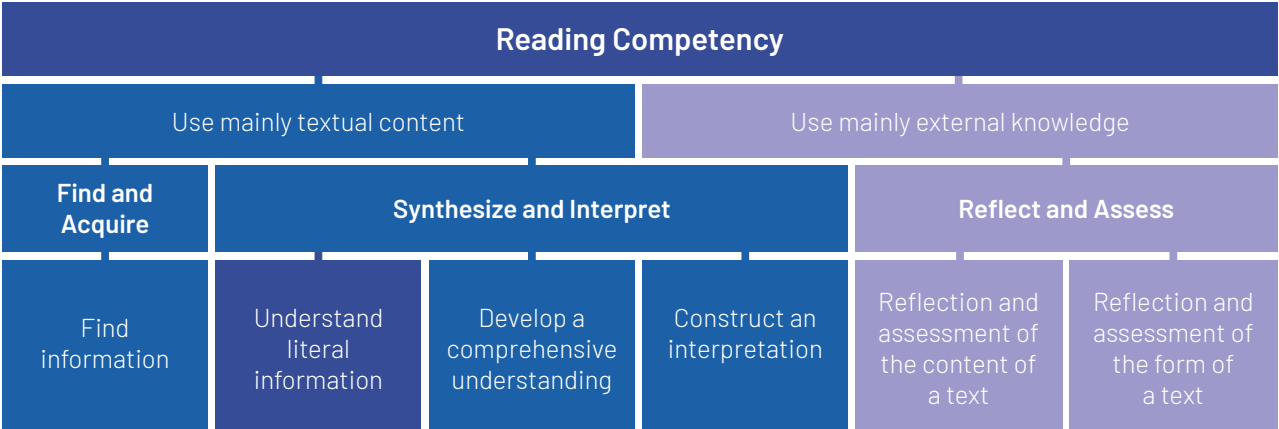 Reading Competency
Use mainly textual content
Use mainly external knowledge
Find and
Acquire
Synthesize and Interpret
Reflect and Assess
Find
information
Understand
literal
information
Develop a
comprehensive
understanding
Construct an
interpretation
Reflection and
assessment of
the content of
a text
Reflection and
assessment of
the form of
a text